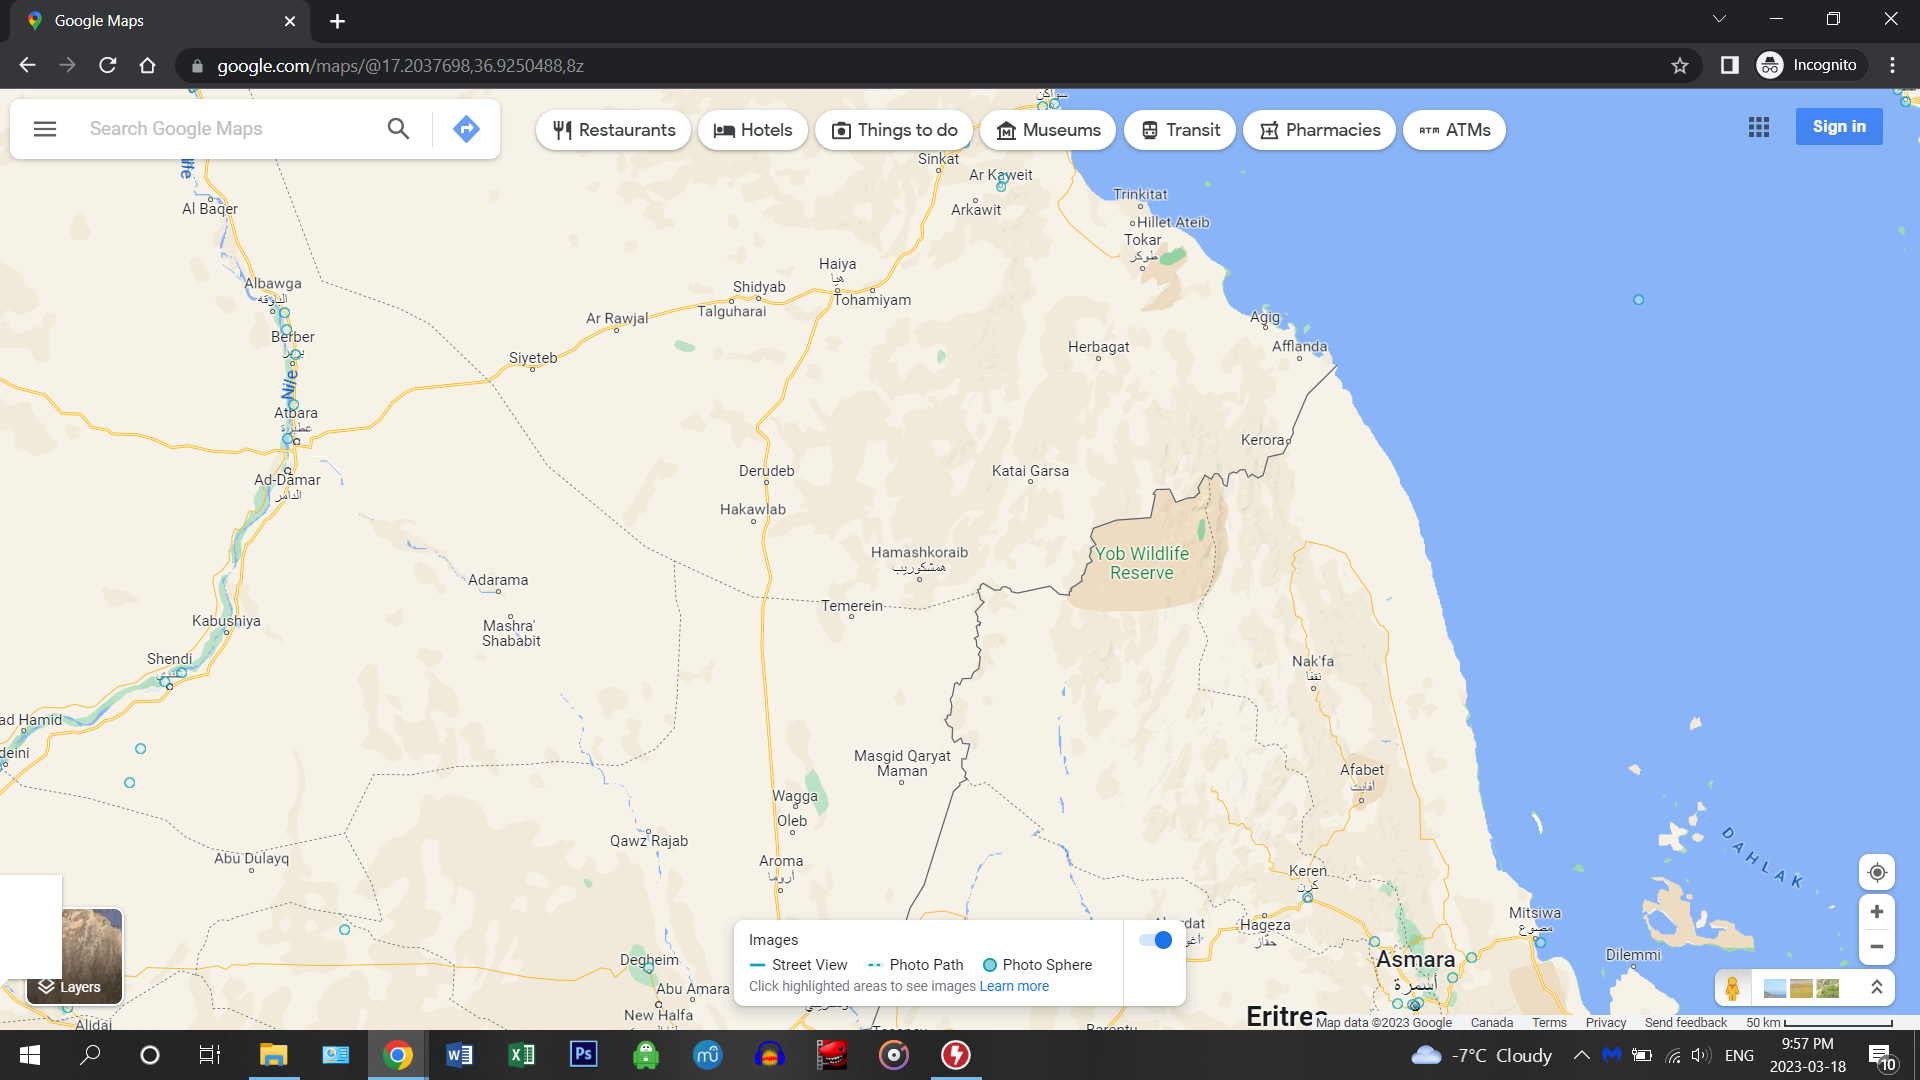 Google Maps
google.com/maps/@17.2037698,36.9250488,8z
Incognito
Search Google Maps
Restaurants
Hotels
Things to do
Museums
Transit
Pharmacies
ATMs
Sign in
سواكن
Sinkat
Ar Kaweit
Arkawit
Trinkitat
Hillet Ateib
Tokar
طوكر
Al Baqer
Albawga
الباوقه
Berber
بربر
Nile
Atbara
عطبرة
Ad-Damar
الدامر
Haiya
هيا
Tohamiyam
Shidyab
Talguharai
Ar Rawjal
Siyeteb
Agig
Afflanda
Herbagat
Kerora
Katai Garsa
Derudeb
Hakawlab
Hamashkoraib
همشكوريب
Temerein
Yob Wildlife
Reserve
Adarama
Mashra'
Shababit
Kabushiya
Shendi
شندي
ad Hamid
deini
Nak'fa
نقفا
Masgid Qaryat
Maman
Afabet
أفابت
Wagga
Oleb
Qawz Rajab
Aroma
أروما
Abu Dulayq
Keren
كرن
Hageza
حقاز
Mitsiwa
مصوع
Dilemmi
DAHLAK
Asmara
أسمرة
Eritrea
Degheim
Abu Amara
New Halfa
Alidai
Barentu
Images
Street View
Photo Path
Photo Sphere
Click highlighted areas to see images Learn more
Layers
Map data ©2023 Google
Canada
Terms
Privacy
Send feedback
50 km
-7°C Cloudy
ENG
9:57 PM
2023-03-18
10